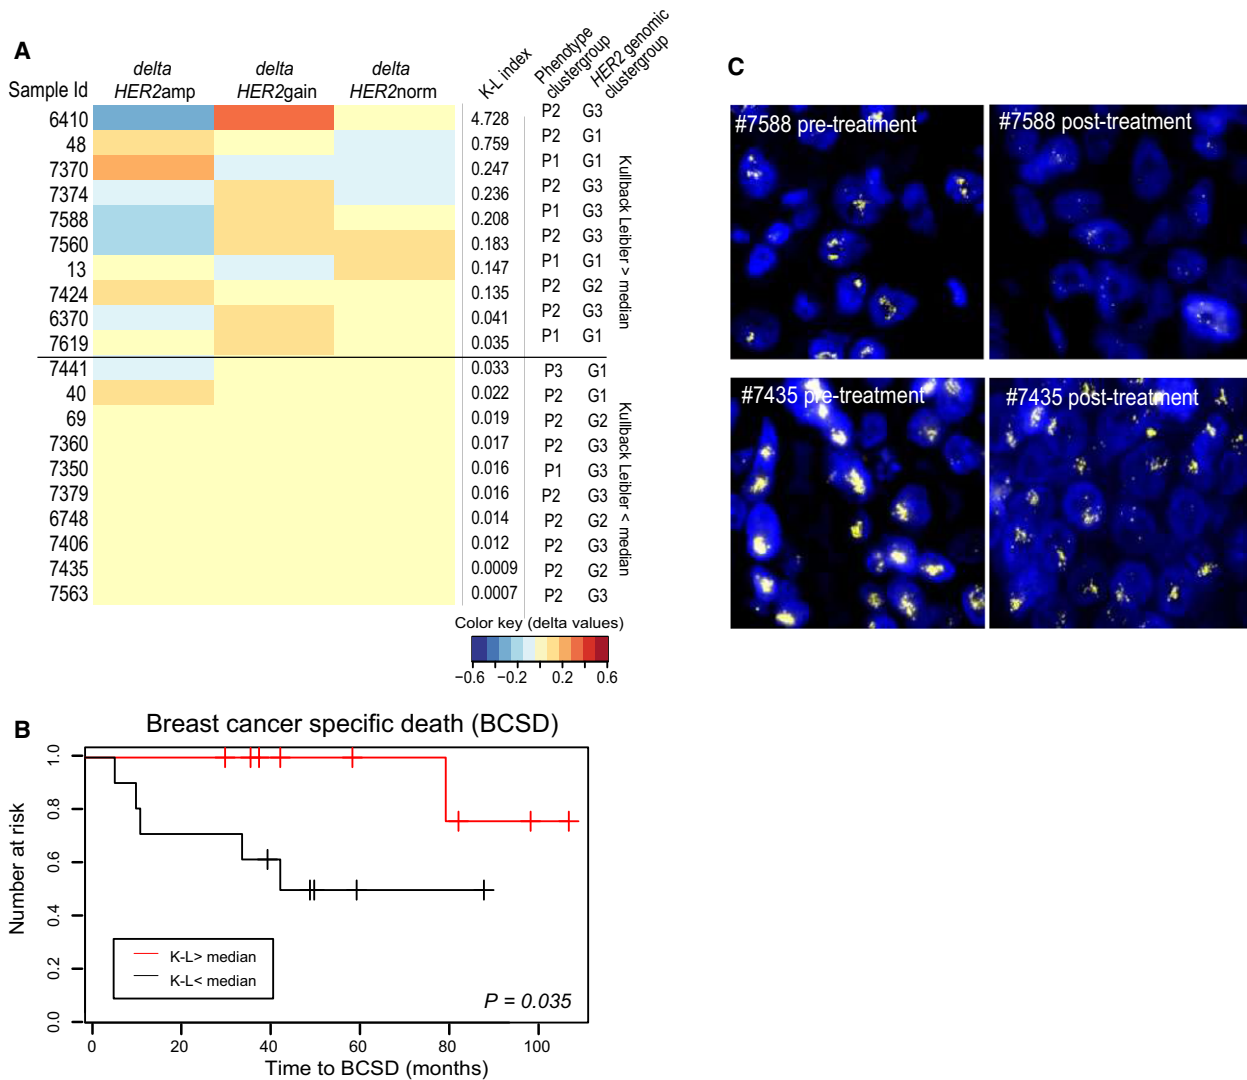 A
delta HER2amp
delta HER2gain
delta HER2norm
Sample Id
K-L index
Phenotype clustergroup
HER2 genomic clustergroup
6410 4.728 P2 G3
48 0.759 P2 G1
7370 0.247 P1 G1
7374 0.236 P2 G3
7588 0.208 P1 G3
7560 0.183 P2 G3
13 0.147 P1 G1
7424 0.135 P2 G2
6370 0.041 P2 G3
7619 0.035 P1 G1
Kullback Leibler > median
7441 0.033 P3 G1
40 0.022 P2 G1
69 0.019 P2 G2
7360 0.017 P2 G3
7350 0.016 P1 G3
7379 0.016 P2 G3
6748 0.014 P2 G2
7406 0.012 P2 G3
7435 0.0009 P2 G2
7563 0.0007 P2 G3
Kullback Leibler < median
Color key (delta values)
−0.6 −0.2 0.2 0.6
C
#7588 pre-treatment
#7588 post-treatment
#7435 pre-treatment
#7435 post-treatment
B
Breast cancer specific death (BCSD)
Number at risk
1.0
0.8
0.6
0.4
0.2
0.0
K-L> median
K-L< median
P = 0.035
0 20 40 60 80 100
Time to BCSD (months)